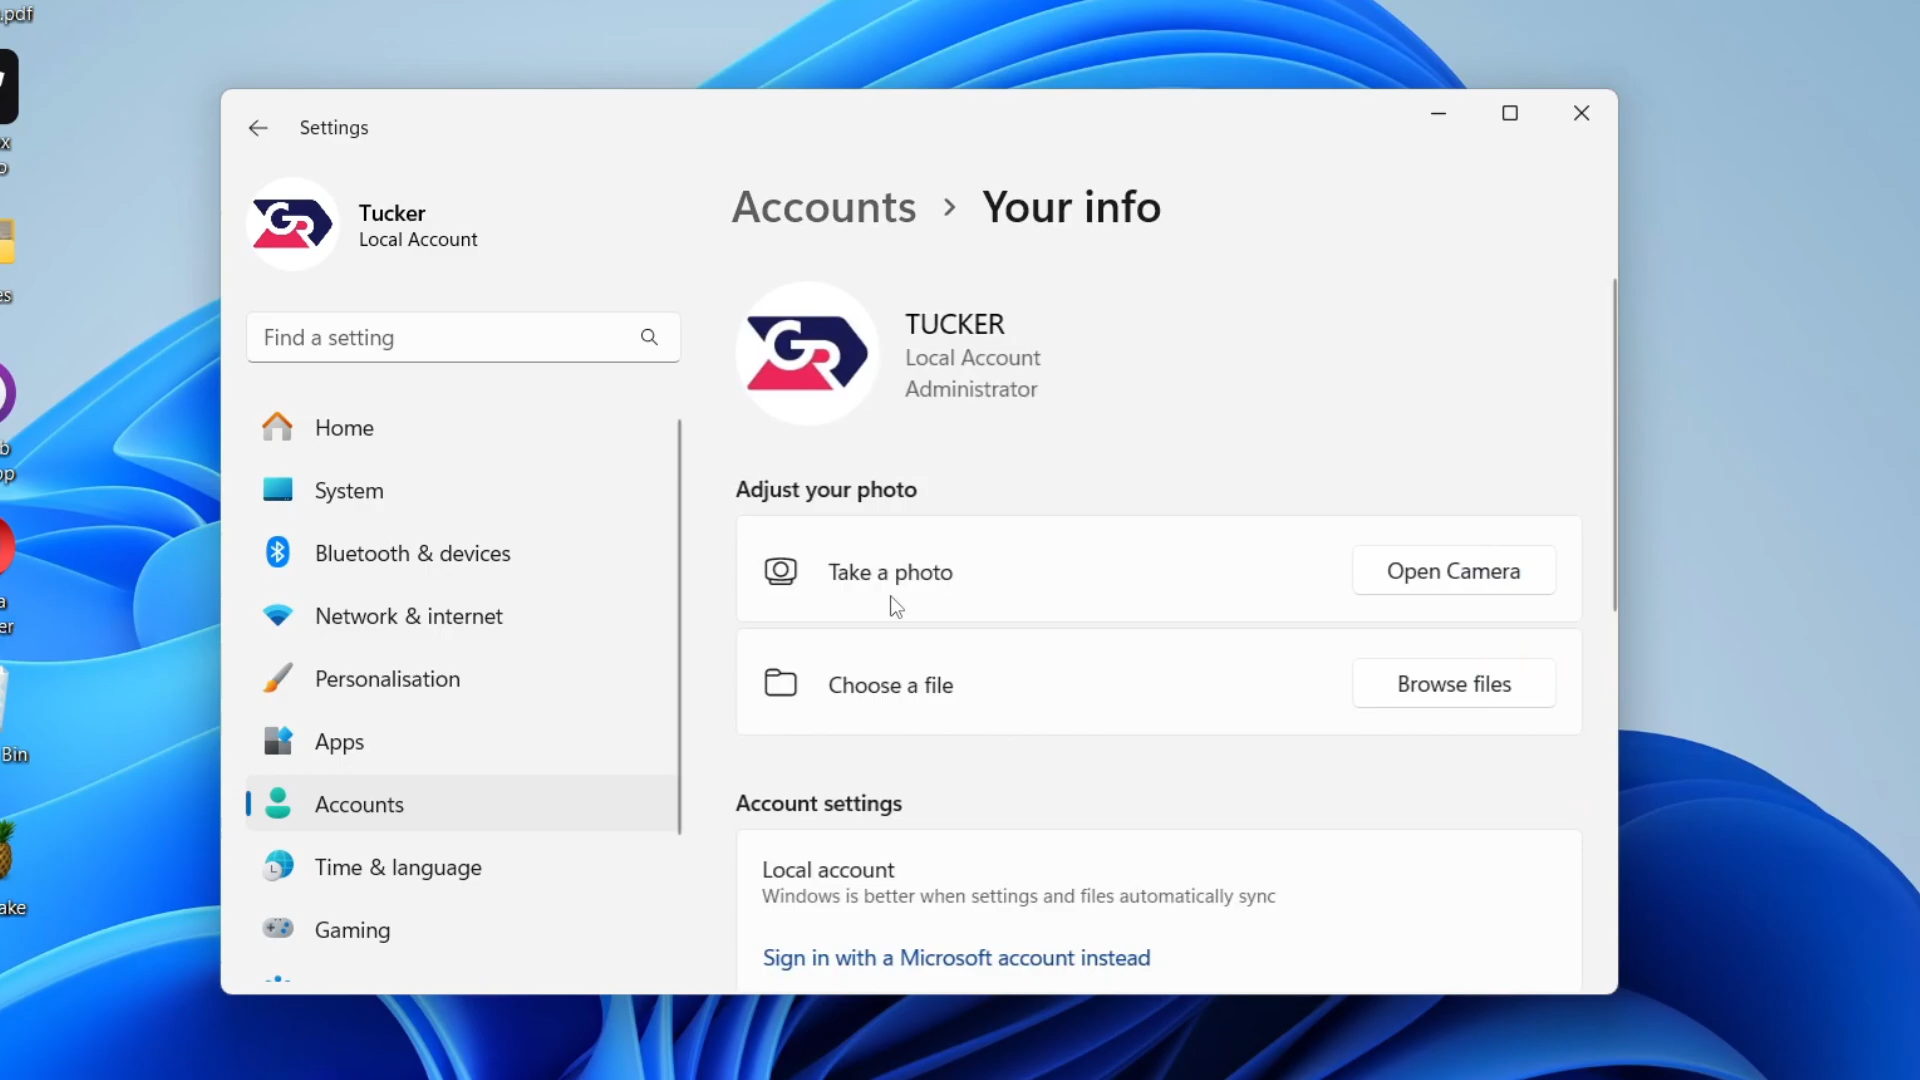 .pdf
Settings
Tucker
Local Account
Find a setting
Home
System
Bluetooth & devices
Network & internet
Personalisation
Apps
Accounts
Time & language
Gaming
Accounts > Your info
GR
TUCKER
Local Account
Administrator
Adjust your photo
Take a photo
Open Camera
Choose a file
Browse files
Account settings
Local account
Windows is better when settings and files automatically sync
Sign in with a Microsoft account instead
Bin